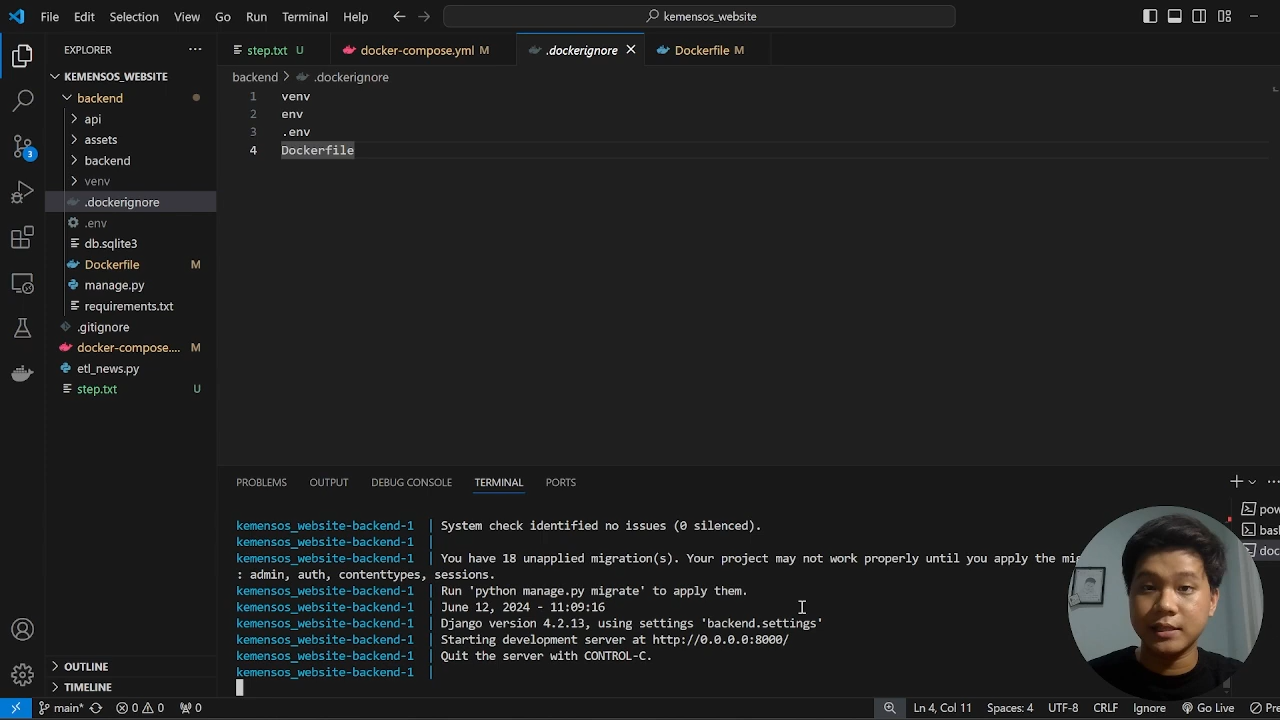 File Edit Selection View Go Run Terminal Help
kemensos_website
EXPLORER
step.txt U
docker-compose.yml M
.dockerignore
Dockerfile M
KEMENSOS_WEBSITE
backend
api
assets
backend
venv
.dockerignore
.env
db.sqlite3
Dockerfile M
manage.py
requirements.txt
.gitignore
docker-compose.... M
etl_news.py
step.txt U
OUTLINE
TIMELINE
3
backend > .dockerignore
1 venv
2 env
3 .env
4 Dockerfile
PROBLEMS OUTPUT DEBUG CONSOLE TERMINAL PORTS
kemensos_website-backend-1 | System check identified no issues (0 silenced).
kemensos_website-backend-1 |
kemensos_website-backend-1 | You have 18 unapplied migration(s). Your project may not work properly until you apply the mi
: admin, auth, contenttypes, sessions.
kemensos_website-backend-1 | Run 'python manage.py migrate' to apply them.
kemensos_website-backend-1 | June 12, 2024 - 11:09:16
kemensos_website-backend-1 | Django version 4.2.13, using settings 'backend.settings'
kemensos_website-backend-1 | Starting development server at http://0.0.0.0:8000/
kemensos_website-backend-1 | Quit the server with CONTROL-C.
kemensos_website-backend-1 |
pow
bas
do
main* 0 0 0
Ln 4, Col 11 Spaces: 4 UTF-8 CRLF Ignore Go Live Pre